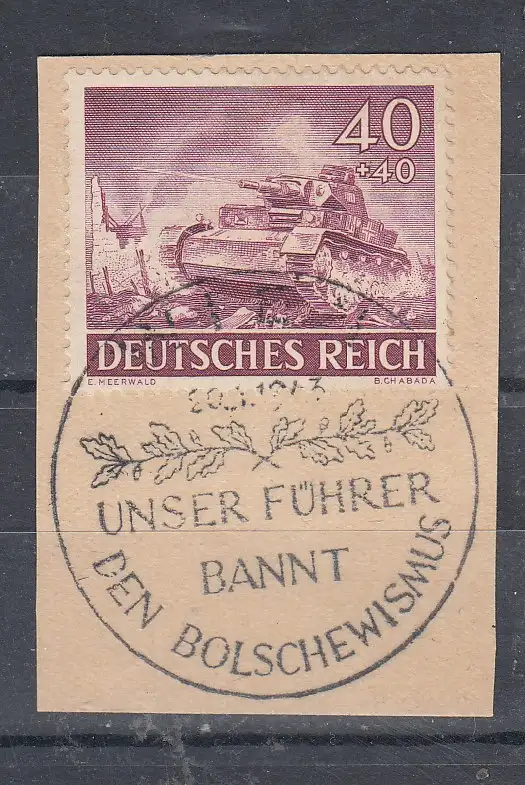 40
+40
DEUTSCHES REICH
E. MEERWALD B. CHABADA
UNSER FÜHRER
BANNT
DEN BOLSCHEWISMUS